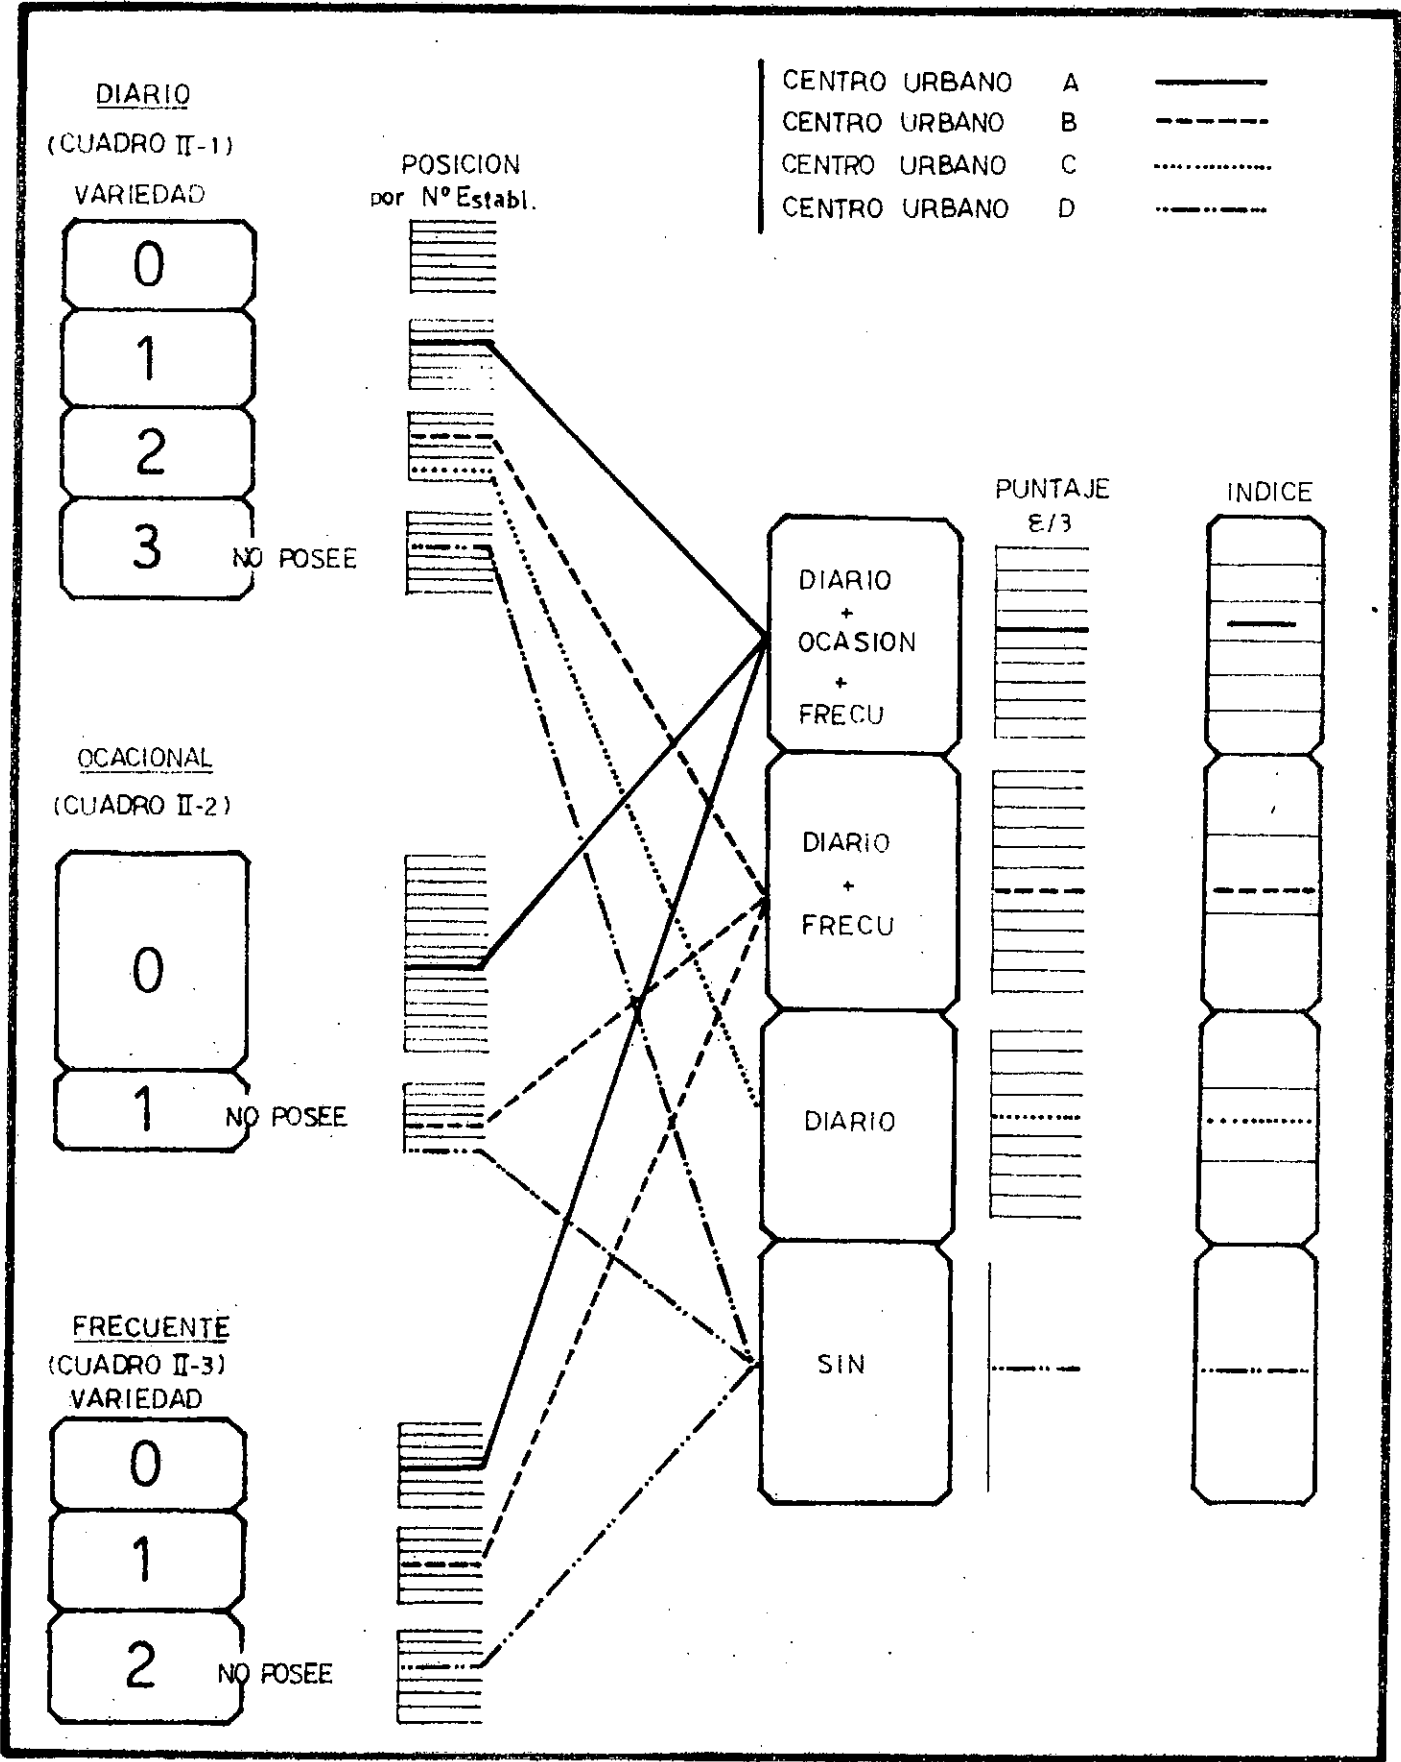 DIARIO
(CUADRO II-1)
VARIEDAD
0
1
2
3 NO POSEE
POSICION
por Nº Establ.
CENTRO URBANO A
CENTRO URBANO B
CENTRO URBANO C
CENTRO URBANO D
OCACIONAL
(CUADRO II-2)
0
1 NO POSEE
FRECUENTE
(CUADRO II-3)
VARIEDAD
0
1
2 NO POSEE
DIARIO
+
OCASION
+
FRECU
DIARIO
+
FRECU
DIARIO
SIN
PUNTAJE
ε/3
INDICE